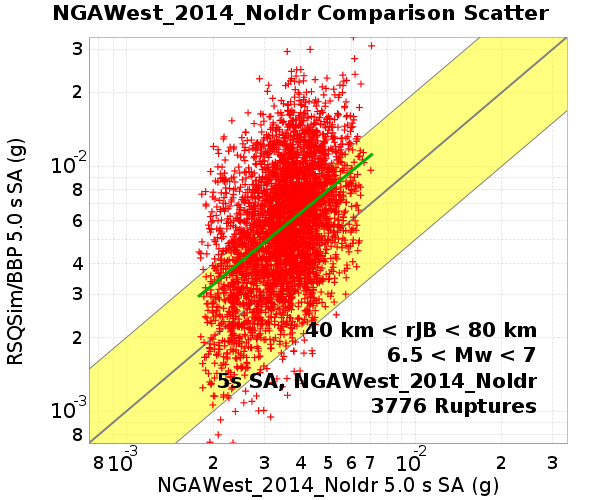 NGAWest_2014_NoIdr Comparison Scatter
RSQSim/BBP 5.0 s SA (g)
3
2
10-2
8
6
4
3
2
10-3
8
40 km < rJB < 80 km
6.5 < Mw < 7
5s SA, NGAWest_2014_NoIdr
3776 Ruptures
8 10-3 2 3 4 5 6 7 10-2 2 3
NGAWest_2014_NoIdr 5.0 s SA (g)